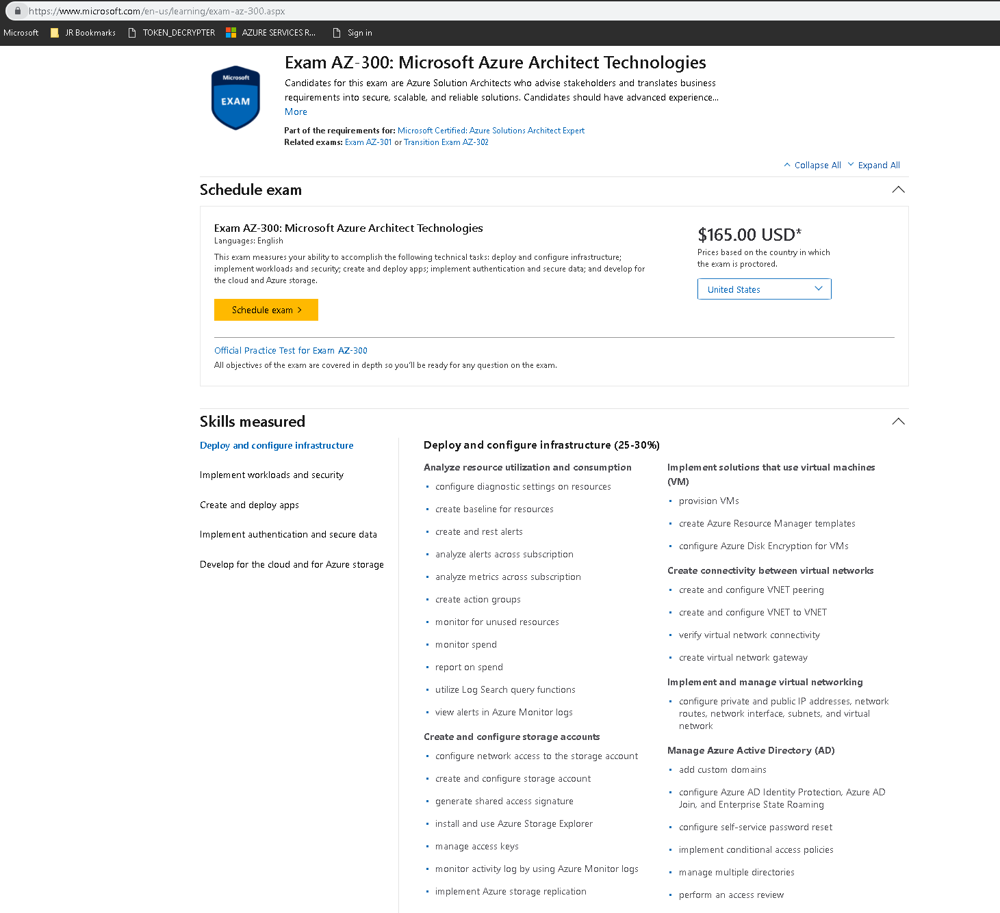 https://www.microsoft.com/en-us/learning/exam-az-300.aspx
Microsoft JR Bookmarks TOKEN_DECRYPTER AZURE SERVICES R... Sign in
Microsoft
EXAM
Exam AZ-300: Microsoft Azure Architect Technologies
Candidates for this exam are Azure Solution Architects who advise stakeholders and translates business
requirements into secure, scalable, and reliable solutions. Candidates should have advanced experience...
More
Part of the requirements for: Microsoft Certified: Azure Solutions Architect Expert
Related exams: Exam AZ-301 or Transition Exam AZ-302
Collapse All Expand All
Schedule exam
Exam AZ-300: Microsoft Azure Architect Technologies
Languages: English
This exam measures your ability to accomplish the following technical tasks: deploy and configure infrastructure;
implement workloads and security; create and deploy apps; implement authentication and secure data; and develop for
the cloud and Azure storage.
Schedule exam
$165.00 USD*
Prices based on the country in which
the exam is proctored.
United States
Official Practice Test for Exam AZ-300
All objectives of the exam are covered in depth so you'll be ready for any question on the exam.
Skills measured
Deploy and configure infrastructure
Implement workloads and security
Create and deploy apps
Implement authentication and secure data
Develop for the cloud and for Azure storage
Deploy and configure infrastructure (25-30%)
Analyze resource utilization and consumption
• configure diagnostic settings on resources
• create baseline for resources
• create and rest alerts
• analyze alerts across subscription
• analyze metrics across subscription
• create action groups
• monitor for unused resources
• monitor spend
• report on spend
• utilize Log Search query functions
• view alerts in Azure Monitor logs
Create and configure storage accounts
• configure network access to the storage account
• create and configure storage account
• generate shared access signature
• install and use Azure Storage Explorer
• manage access keys
• monitor activity log by using Azure Monitor logs
• implement Azure storage replication
Implement solutions that use virtual machines
(VM)
• provision VMs
• create Azure Resource Manager templates
• configure Azure Disk Encryption for VMs
Create connectivity between virtual networks
• create and configure VNET peering
• create and configure VNET to VNET
• verify virtual network connectivity
• create virtual network gateway
Implement and manage virtual networking
• configure private and public IP addresses, network
routes, network interface, subnets, and virtual
network
Manage Azure Active Directory (AD)
• add custom domains
• configure Azure AD Identity Protection, Azure AD
Join, and Enterprise State Roaming
• configure self-service password reset
• implement conditional access policies
• manage multiple directories
• perform an access review